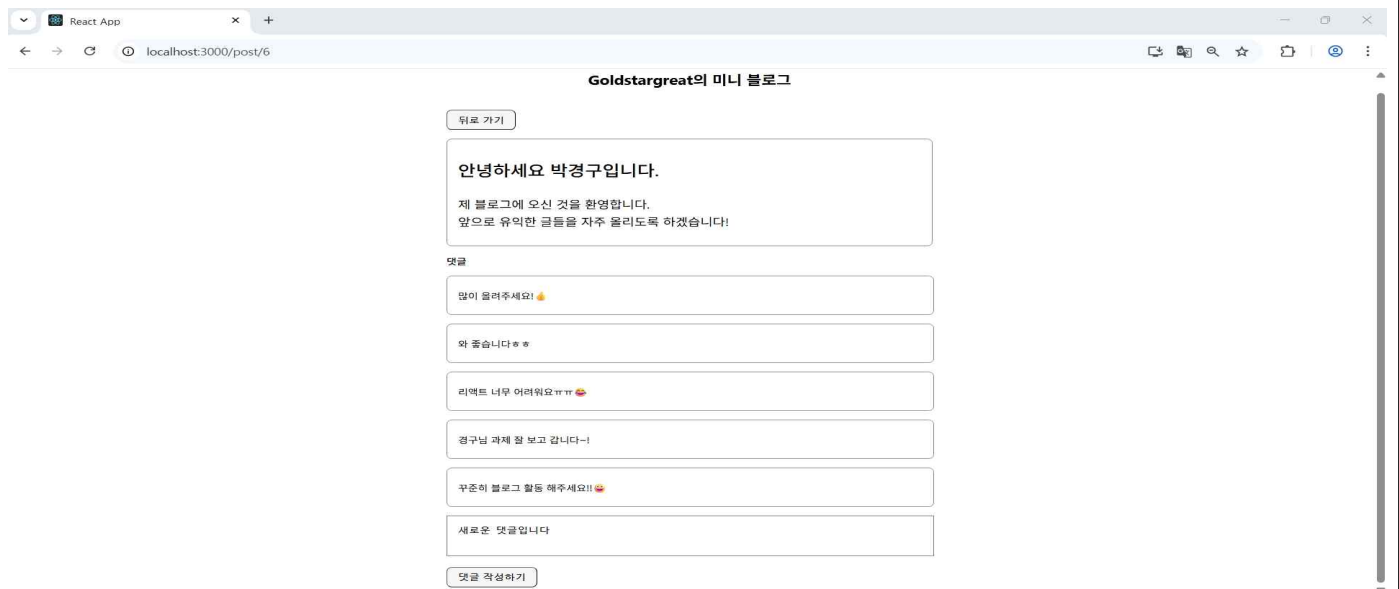 React App
localhost:3000/post/6
Goldstargreat의 미니 블로그
뒤로 가기
안녕하세요 박경구입니다.
제 블로그에 오신 것을 환영합니다.
앞으로 유익한 글들을 자주 올리도록 하겠습니다!
댓글
많이 올려주세요!👍
와 좋습니다ㅎㅎ
리액트 너무 어려워요ㅠㅠ😂
경구님 과제 잘 보고 갑니다~!
꾸준히 블로그 활동 해주세요!!😀
새로운 댓글입니다
댓글 작성하기